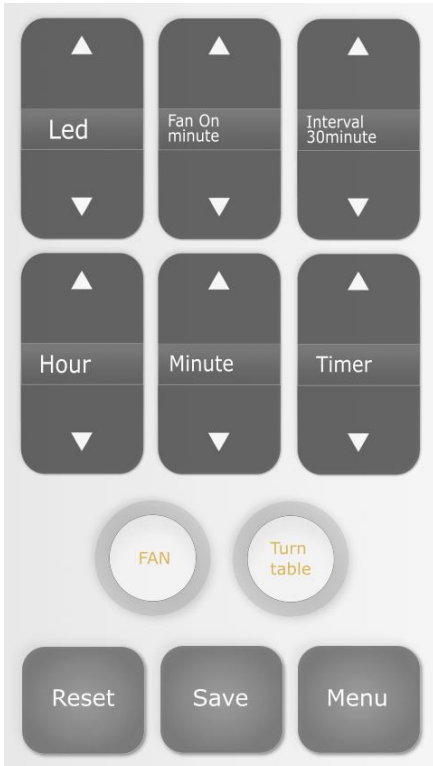 Led
Fan On
minute
Interval
30minute
Hour
Minute
Timer
FAN
Turn
table
Reset
Save
Menu